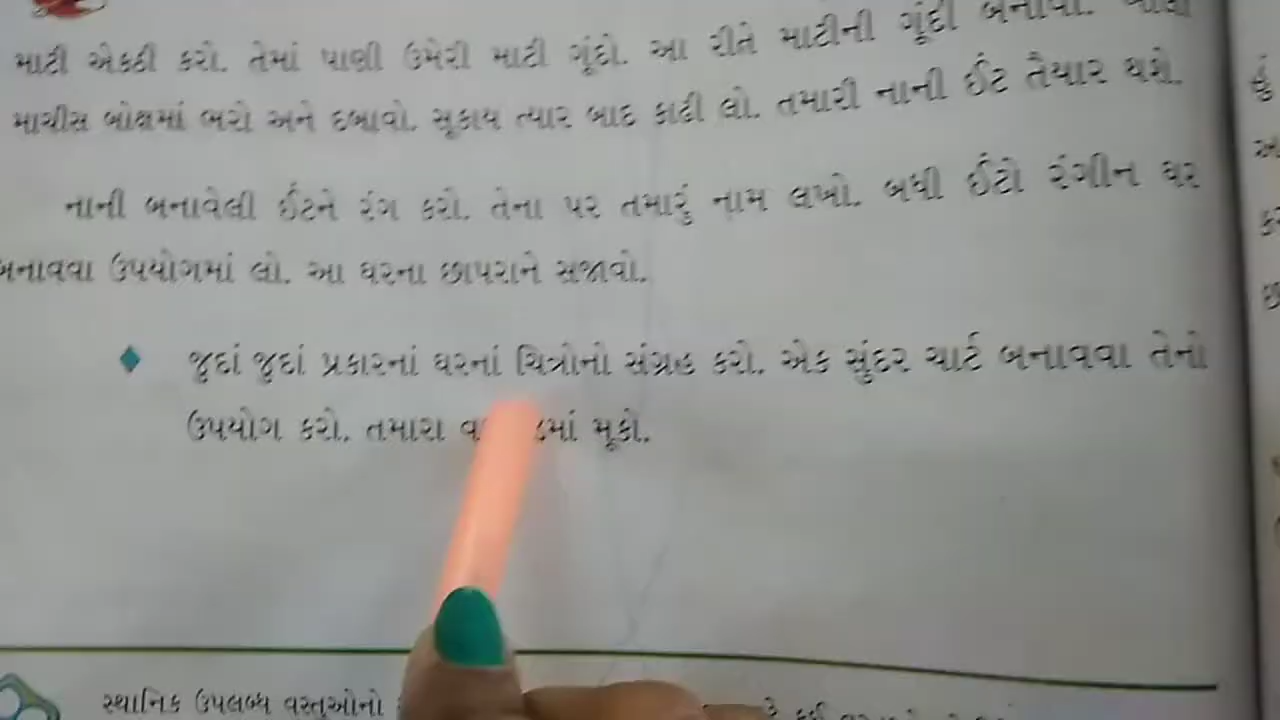 માટી એકઠી કરો. તેમાં પાણી ઉમેરી માટી ગૂંદો. આ રીતે માટીની ગૂંદી બનાવો.
માચીસ બોક્ષમાં ભરો અને દબાવો. સૂકાય ત્યાર બાદ કાઢી લો. તમારી નાની ઈંટ તૈયાર થશે.
નાની બનાવેલી ઈંટને રંગ કરો. તેના પર તમારું નામ લખો. બધી ઈંટો રંગીન ઘર
બનાવવા ઉપયોગમાં લો. આ ઘરના છાપરાને સજાવો.
જુદાં જુદાં પ્રકારનાં ઘરનાં ચિત્રોનો સંગ્રહ કરો. એક સુંદર ચાર્ટ બનાવવા તેનો
ઉપયોગ કરો. તમારા મૂકો.
સ્થાનિક ઉપલબ્ધ વસ્તુઓનો